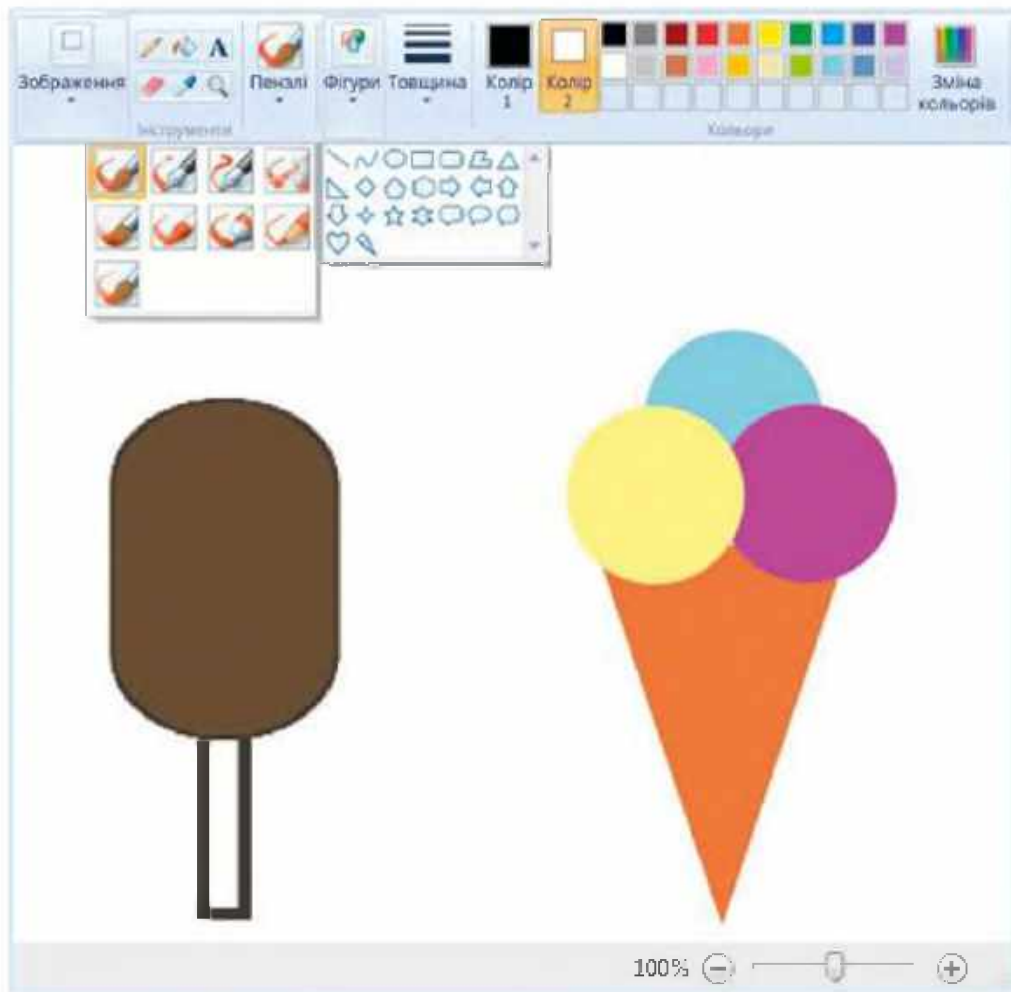 A
Зображення
Пензлі
Фігури
Товщина
Колір
1
Колір
2
Зміна
кольорів
Інструменти
Кольори
100%